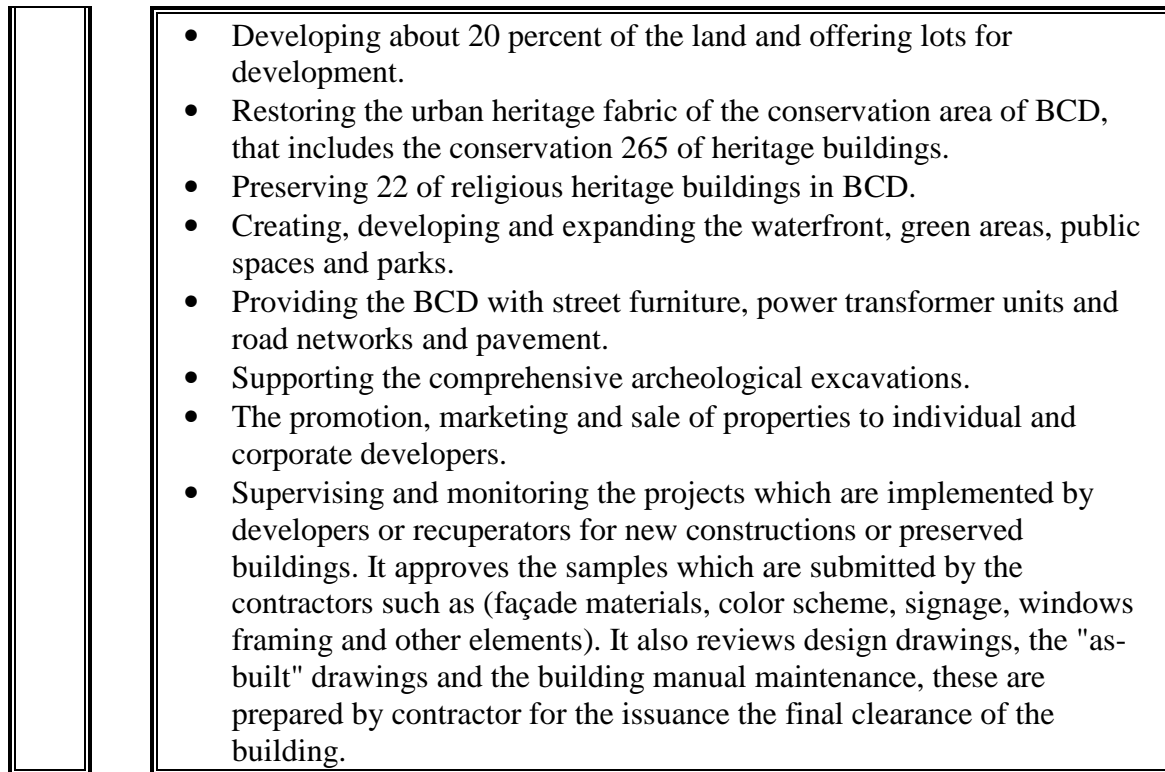 • Developing about 20 percent of the land and offering lots for
development.
• Restoring the urban heritage fabric of the conservation area of BCD,
that includes the conservation 265 of heritage buildings.
• Preserving 22 of religious heritage buildings in BCD.
• Creating, developing and expanding the waterfront, green areas, public
spaces and parks.
• Providing the BCD with street furniture, power transformer units and
road networks and pavement.
• Supporting the comprehensive archeological excavations.
• The promotion, marketing and sale of properties to individual and
corporate developers.
• Supervising and monitoring the projects which are implemented by
developers or recuperators for new constructions or preserved
buildings. It approves the samples which are submitted by the
contractors such as (façade materials, color scheme, signage, windows
framing and other elements). It also reviews design drawings, the "as-
built" drawings and the building manual maintenance, these are
prepared by contractor for the issuance the final clearance of the
building.